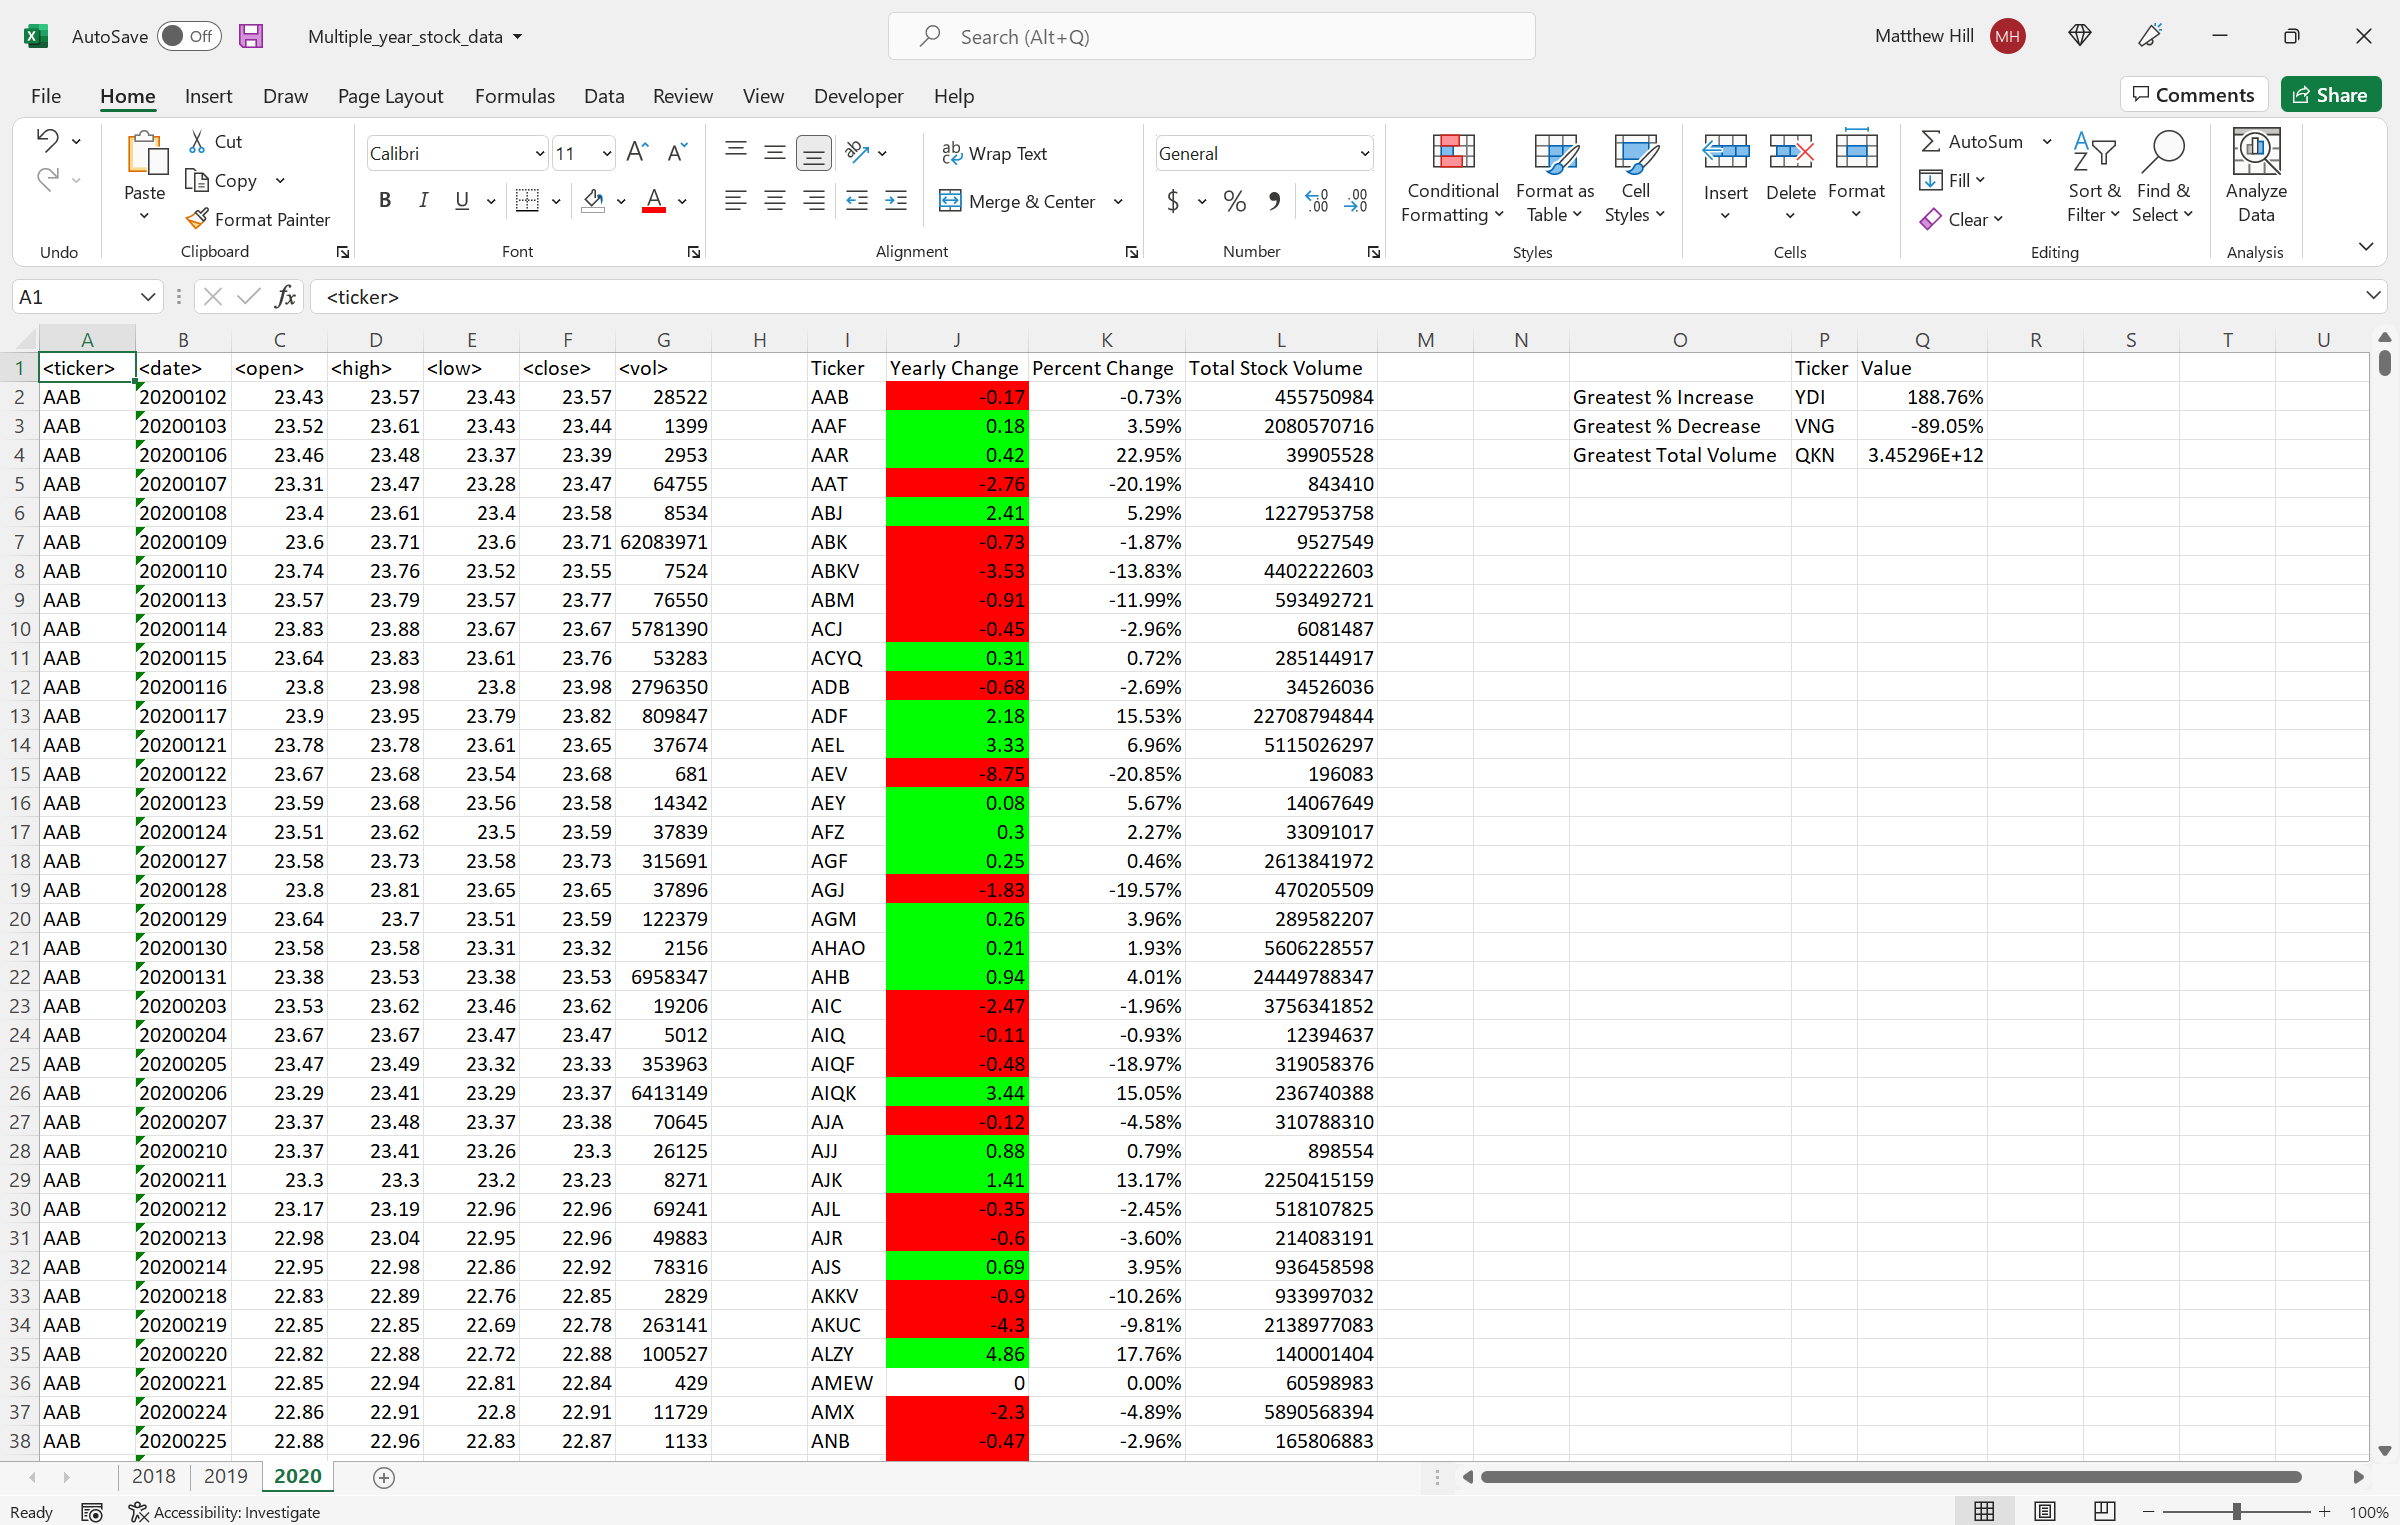 AutoSave Off Multiple_year_stock_data Search (Alt+Q) Matthew Hill MH
File Home Insert Draw Page Layout Formulas Data Review View Developer Help Comments Share
Undo
Paste Cut Copy Format Painter Clipboard
Calibri 11 B I U A Font
Wrap Text Merge & Center Alignment
General $ % Number
Conditional Formatting Format as Table Cell Styles Styles
Insert Delete Format Cells
AutoSum Fill Clear Sort & Filter Find & Select Editing
Analyze Data Analysis
A1 fx <ticker>
A B C D E F G H I J K L M N O P Q R S T U
1 <ticker> <date> <open> <high> <low> <close> <vol> Ticker Yearly Change Percent Change Total Stock Volume Ticker Value
2 AAB 20200102 23.43 23.57 23.43 23.57 28522 AAB -0.17 -0.73% 455750984 Greatest % Increase YDI 188.76%
3 AAB 20200103 23.52 23.61 23.43 23.44 1399 AAF 0.18 3.59% 2080570716 Greatest % Decrease VNG -89.05%
4 AAB 20200106 23.46 23.48 23.37 23.39 2953 AAR 0.42 22.95% 39905528 Greatest Total Volume QKN 3.45296E+12
5 AAB 20200107 23.31 23.47 23.28 23.47 64755 AAT -2.76 -20.19% 843410
6 AAB 20200108 23.4 23.61 23.4 23.58 8534 ABJ 2.41 5.29% 1227953758
7 AAB 20200109 23.6 23.71 23.6 23.71 62083971 ABK -0.73 -1.87% 9527549
8 AAB 20200110 23.74 23.76 23.52 23.55 7524 ABKV -3.53 -13.83% 4402222603
9 AAB 20200113 23.57 23.79 23.57 23.77 76550 ABM -0.91 -11.99% 593492721
10 AAB 20200114 23.83 23.88 23.67 23.67 5781390 ACJ -0.45 -2.96% 6081487
11 AAB 20200115 23.64 23.83 23.61 23.76 53283 ACYQ 0.31 0.72% 285144917
12 AAB 20200116 23.8 23.98 23.8 23.98 2796350 ADB -0.68 -2.69% 34526036
13 AAB 20200117 23.9 23.95 23.79 23.82 809847 ADF 2.18 15.53% 22708794844
14 AAB 20200121 23.78 23.78 23.61 23.65 37674 AEL 3.33 6.96% 5115026297
15 AAB 20200122 23.67 23.68 23.54 23.68 681 AEV -8.75 -20.85% 196083
16 AAB 20200123 23.59 23.68 23.56 23.58 14342 AEY 0.08 5.67% 14067649
17 AAB 20200124 23.51 23.62 23.5 23.59 37839 AFZ 0.3 2.27% 33091017
18 AAB 20200127 23.58 23.73 23.58 23.73 315691 AGF 0.25 0.46% 2613841972
19 AAB 20200128 23.8 23.81 23.65 23.65 37896 AGJ -1.83 -19.57% 470205509
20 AAB 20200129 23.64 23.7 23.51 23.59 122379 AGM 0.26 3.96% 289582207
21 AAB 20200130 23.58 23.58 23.31 23.32 2156 AHAO 0.21 1.93% 5606228557
22 AAB 20200131 23.38 23.53 23.38 23.53 6958347 AHB 0.94 4.01% 24449788347
23 AAB 20200203 23.53 23.62 23.46 23.62 19206 AIC -2.47 -1.96% 3756341852
24 AAB 20200204 23.67 23.67 23.47 23.47 5012 AIQ -0.11 -0.93% 12394637
25 AAB 20200205 23.47 23.49 23.32 23.33 353963 AIQF -0.48 -18.97% 319058376
26 AAB 20200206 23.29 23.41 23.29 23.37 6413149 AIQK 3.44 15.05% 236740388
27 AAB 20200207 23.37 23.48 23.37 23.38 70645 AJA -0.12 -4.58% 310788310
28 AAB 20200210 23.37 23.41 23.26 23.3 26125 AJJ 0.88 0.79% 898554
29 AAB 20200211 23.3 23.3 23.2 23.23 8271 AJK 1.41 13.17% 2250415159
30 AAB 20200212 23.17 23.19 22.96 22.96 69241 AJL -0.35 -2.45% 518107825
31 AAB 20200213 22.98 23.04 22.95 22.96 49883 AJR -0.6 -3.60% 214083191
32 AAB 20200214 22.95 22.98 22.86 22.92 78316 AJS 0.69 3.95% 936458598
33 AAB 20200218 22.83 22.89 22.76 22.85 2829 AKKV -0.9 -10.26% 933997032
34 AAB 20200219 22.85 22.85 22.69 22.78 263141 AKUC -4.3 -9.81% 2138977083
35 AAB 20200220 22.82 22.88 22.72 22.88 100527 ALZY 4.86 17.76% 140001404
36 AAB 20200221 22.85 22.94 22.81 22.84 429 AMEW 0 0.00% 60598983
37 AAB 20200224 22.86 22.91 22.8 22.91 11729 AMX -2.3 -4.89% 5890568394
38 AAB 20200225 22.88 22.96 22.83 22.87 1133 ANB -0.47 -2.96% 165806883
2018 2019 2020
Ready Accessibility: Investigate 100%